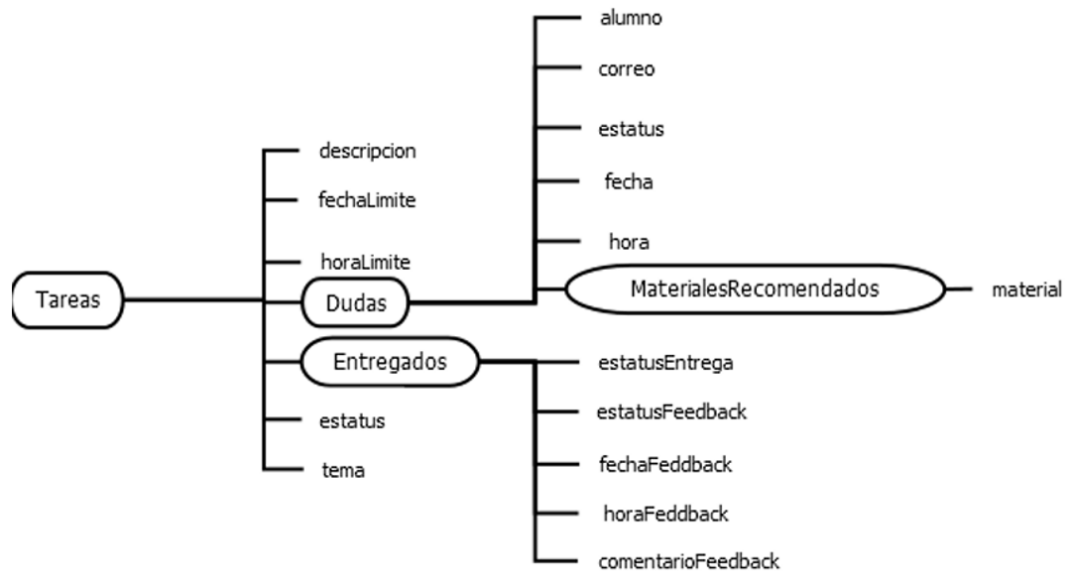 Tareas
descripcion
fechaLimite
horaLimite
Dudas
alumno
correo
estatus
fecha
hora
MaterialesRecomendados
material
Entregados
estatusEntrega
estatusFeedback
fechaFeddback
horaFeddback
comentarioFeedback
estatus
tema